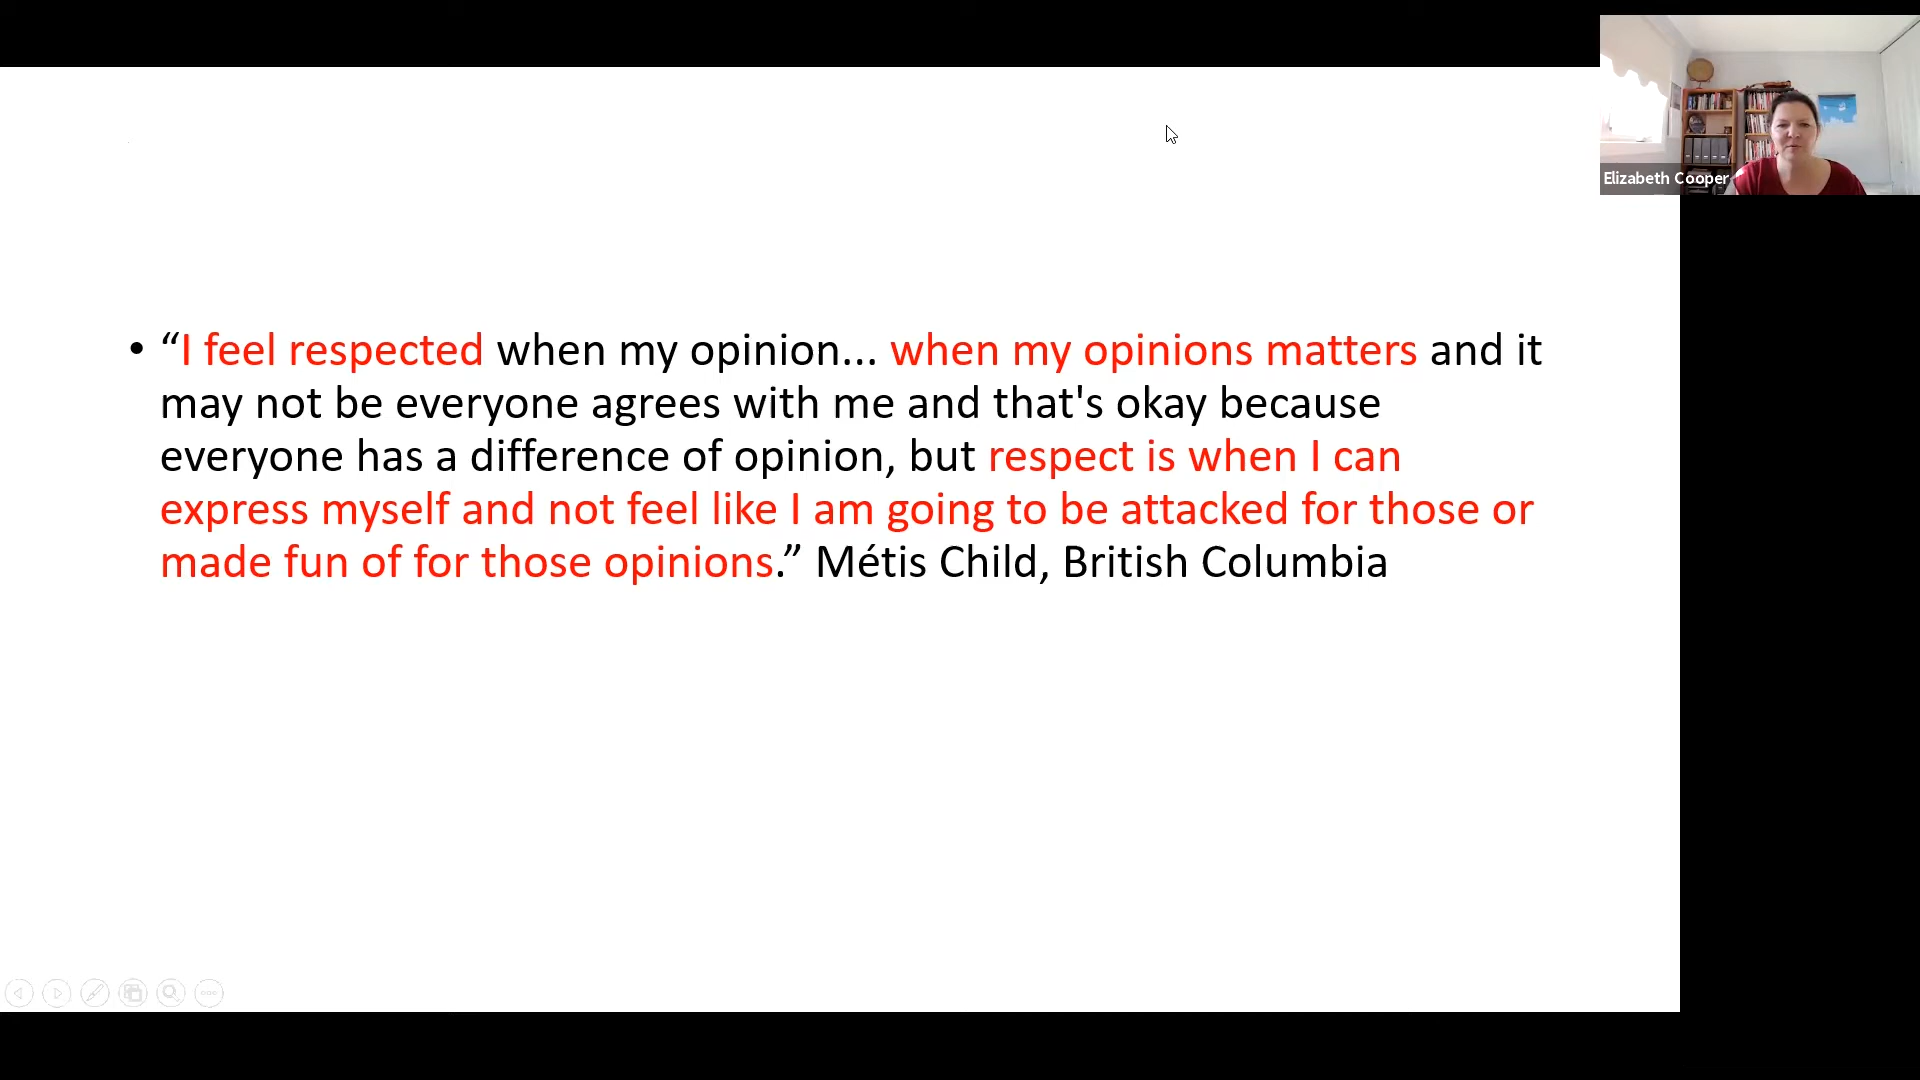 Elizabeth Cooper
• “I feel respected when my opinion... when my opinions matters and it
may not be everyone agrees with me and that's okay because
everyone has a difference of opinion, but respect is when I can
express myself and not feel like I am going to be attacked for those or
made fun of for those opinions.” Métis Child, British Columbia